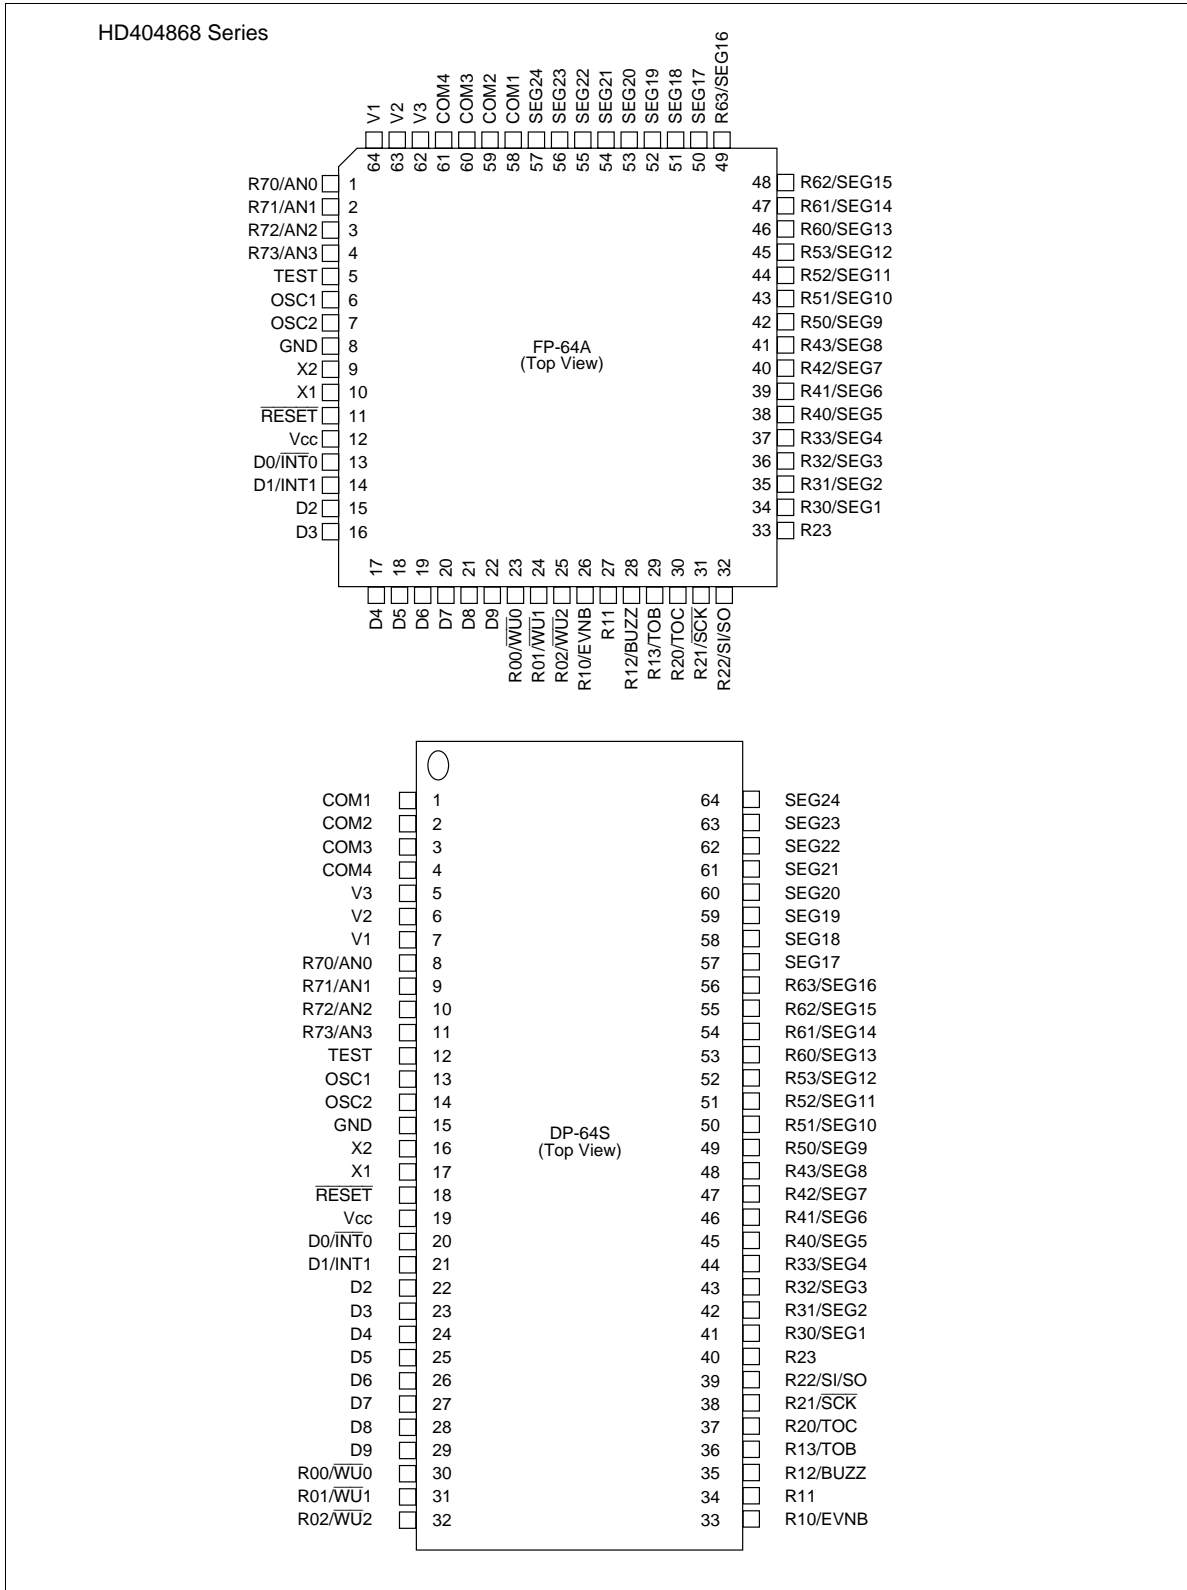 HD404868 Series
V1
V2
V3
COM4
COM3
COM2
COM1
SEG24
SEG23
SEG22
SEG21
SEG20
SEG19
SEG18
SEG17
R63/SEG16
64
63
62
61
60
59
58
57
56
55
54
53
52
51
50
49
R70/AN0 1
R71/AN1 2
R72/AN2 3
R73/AN3 4
TEST 5
OSC1 6
OSC2 7
GND 8
X2 9
X1 10
RESET 11
Vcc 12
D0/INT0 13
D1/INT1 14
D2 15
D3 16
FP-64A
(Top View)
48 R62/SEG15
47 R61/SEG14
46 R60/SEG13
45 R53/SEG12
44 R52/SEG11
43 R51/SEG10
42 R50/SEG9
41 R43/SEG8
40 R42/SEG7
39 R41/SEG6
38 R40/SEG5
37 R33/SEG4
36 R32/SEG3
35 R31/SEG2
34 R30/SEG1
33 R23
17
18
19
20
21
22
23
24
25
26
27
28
29
30
31
32
D4
D5
D6
D7
D8
D9
R00/WU0
R01/WU1
R02/WU2
R10/EVNB
R11
R12/BUZZ
R13/TOB
R20/TOC
R21/SCK
R22/SI/SO
COM1 1
COM2 2
COM3 3
COM4 4
V3 5
V2 6
V1 7
R70/AN0 8
R71/AN1 9
R72/AN2 10
R73/AN3 11
TEST 12
OSC1 13
OSC2 14
GND 15
X2 16
X1 17
RESET 18
Vcc 19
D0/INT0 20
D1/INT1 21
D2 22
D3 23
D4 24
D5 25
D6 26
D7 27
D8 28
D9 29
R00/WU0 30
R01/WU1 31
R02/WU2 32
DP-64S
(Top View)
64 SEG24
63 SEG23
62 SEG22
61 SEG21
60 SEG20
59 SEG19
58 SEG18
57 SEG17
56 R63/SEG16
55 R62/SEG15
54 R61/SEG14
53 R60/SEG13
52 R53/SEG12
51 R52/SEG11
50 R51/SEG10
49 R50/SEG9
48 R43/SEG8
47 R42/SEG7
46 R41/SEG6
45 R40/SEG5
44 R33/SEG4
43 R32/SEG3
42 R31/SEG2
41 R30/SEG1
40 R23
39 R22/SI/SO
38 R21/SCK
37 R20/TOC
36 R13/TOB
35 R12/BUZZ
34 R11
33 R10/EVNB